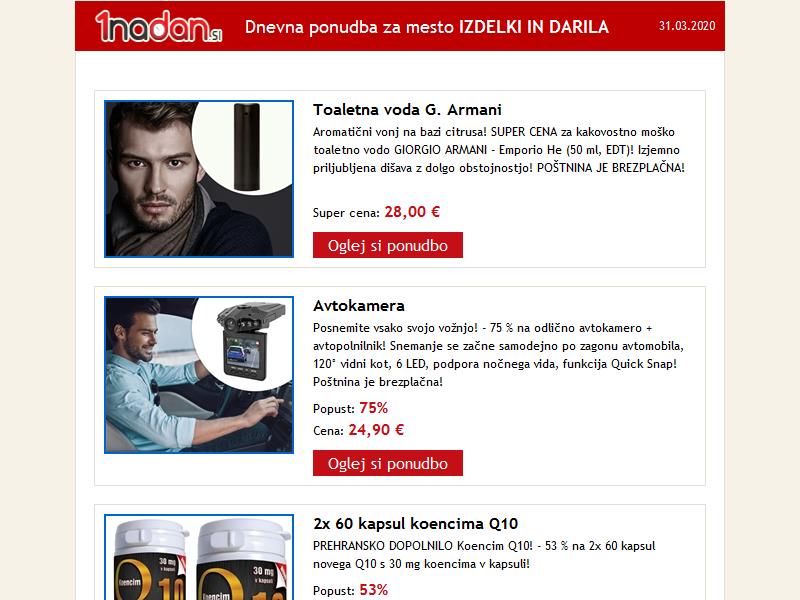 1nadan.si
Dnevna ponudba za mesto IZDELKI IN DARILA
31.03.2020
Toaletna voda G. Armani
Aromatični vonj na bazi citrusa! SUPER CENA za kakovostno moško
toaletno vodo GIORGIO ARMANI - Emporio He (50 ml, EDT)! Izjemno
priljubljena dišava z dolgo obstojnostjo! POŠTNINA JE BREZPLAČNA!
Super cena: 28,00 €
Oglej si ponudbo
Avtokamera
Posnemite vsako svojo vožnjo! - 75 % na odlično avtokamero +
avtopolnilnik! Snemanje se začne samodejno po zagonu avtomobila,
120° vidni kot, 6 LED, podpora nočnega vida, funkcija Quick Snap!
Poštnina je brezplačna!
Popust: 75%
Cena: 24,90 €
Oglej si ponudbo
2x 60 kapsul koencima Q10
PREHRANSKO DOPOLNILO Koencim Q10! - 53 % na 2x 60 kapsul
novega Q10 s 30 mg koencima v kapsuli!
Popust: 53%
30 mg
v kapsuli
Koencim
Q10
30 mg
v kapsuli
Koencim
Q10